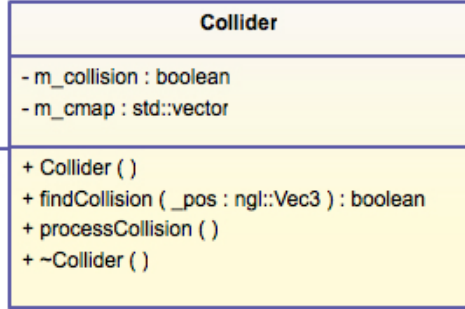 Collider
- m_collision : boolean
- m_cmap : std::vector
+ Collider ( )
+ findCollision ( _pos : ngl::Vec3 ) : boolean
+ processCollision ( )
+ ~Collider ( )